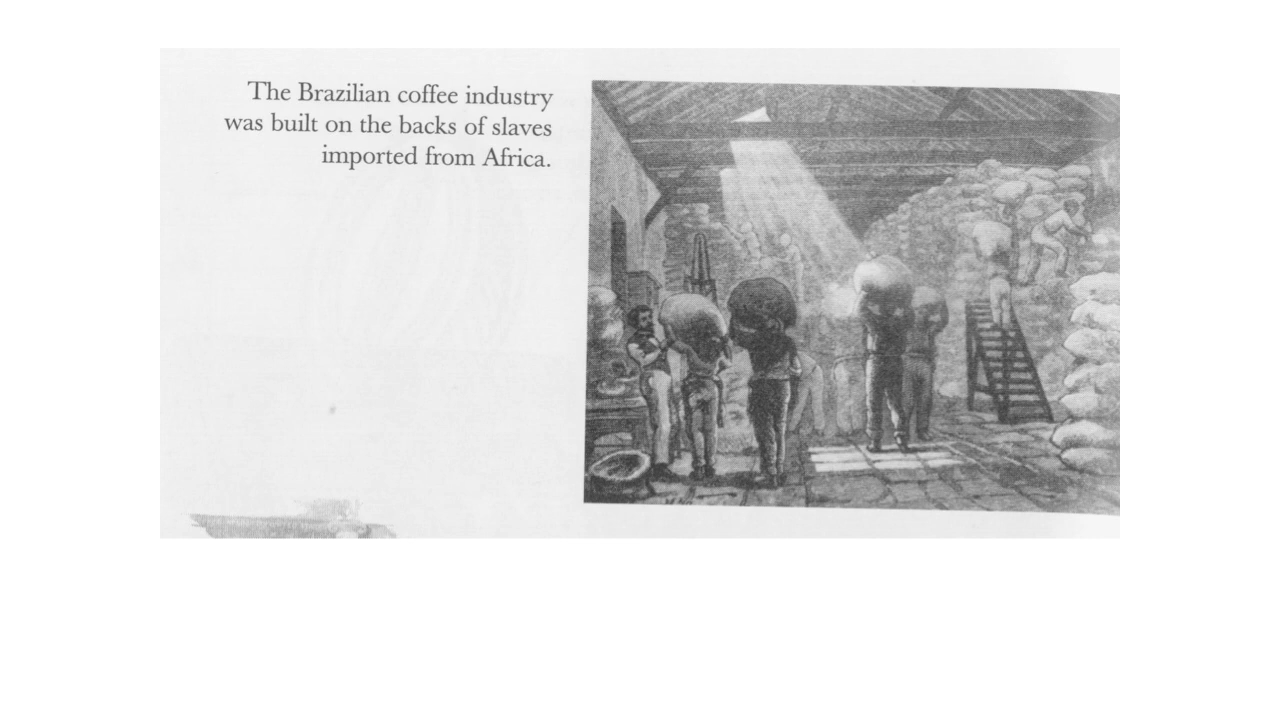 The Brazilian coffee industry
was built on the backs of slaves
imported from Africa.